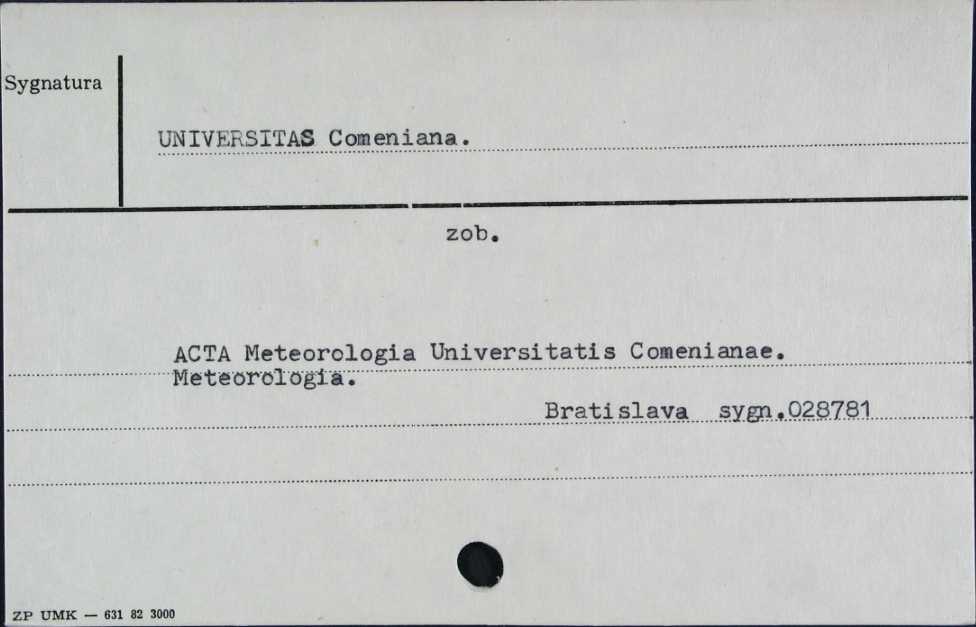 Sygnatura
UNIVERSITAS Comeniana.
zob.
ACTA Meteorologia Universitatis Comenianae.
Meteorologia.
Bratislava sygn.028781
ZP UMK — 631 82 3000